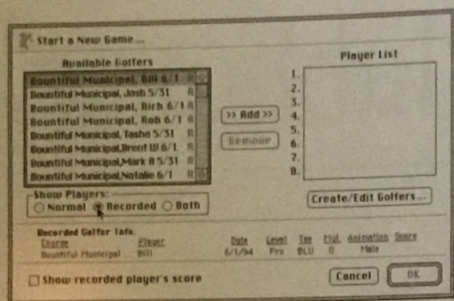 Start a New Game...
Available Golfers
Bountiful Municipal, Bill 6/1 R
Bountiful Municipal, Josh 5/31 R
Bountiful Municipal, Rich 6/1 R
Bountiful Municipal, Rob 6/1 R
Bountiful Municipal, Tasha 5/31 R
Bountiful Municipal,Brent W 6/1 R
Bountiful Municipal,Mark R 5/31 R
Bountiful Municipal,Natalie 6/1 R
>> Add >>
Remove
Player List
1.
2.
3.
4.
5.
6.
7.
8.
Show Players:
Normal Recorded Both
Create/Edit Golfers...
Recorded Golfer Info:
Course Player Date Level Tee Mul. Animation Score
Bountiful Municipal ... Bill 6/1/94 Pro BLU 0 Male
Show recorded player's score
Cancel
OK